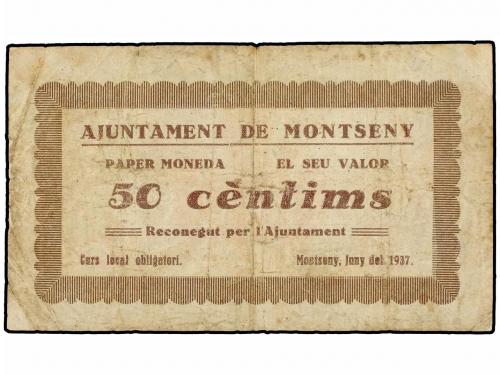 AJUNTAMENT DE MONTSENY
PAPER MONEDA EL SEU VALOR
50 cèntims
Reconegut per l'Ajuntament
Curs local obligatori. Montseny, Juny del 1937.